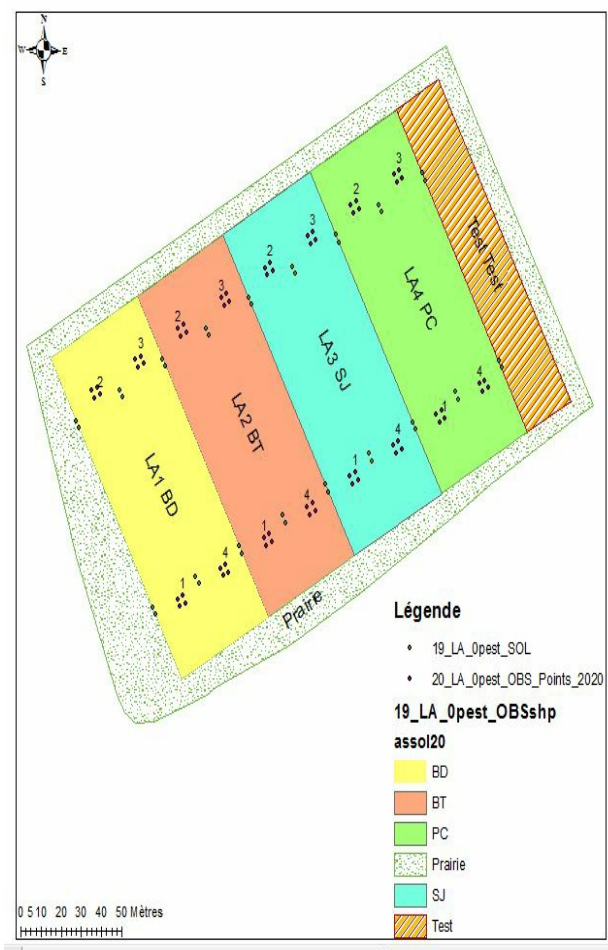 N
W E
S
3
Test Test
2
3
LA4 PC
2
3
LA3 SJ
4
1
2
3
LA2 BT
4
1
2
LA1 BD
4
1
4
1
Prairie
Légende
19_LA_0pest_SOL
20_LA_0pest_OBS_Points_2020
19_LA_0pest_OBSshp
assol20
BD
BT
PC
Prairie
SJ
Test
0 5 10 20 30 40 50 Mètres